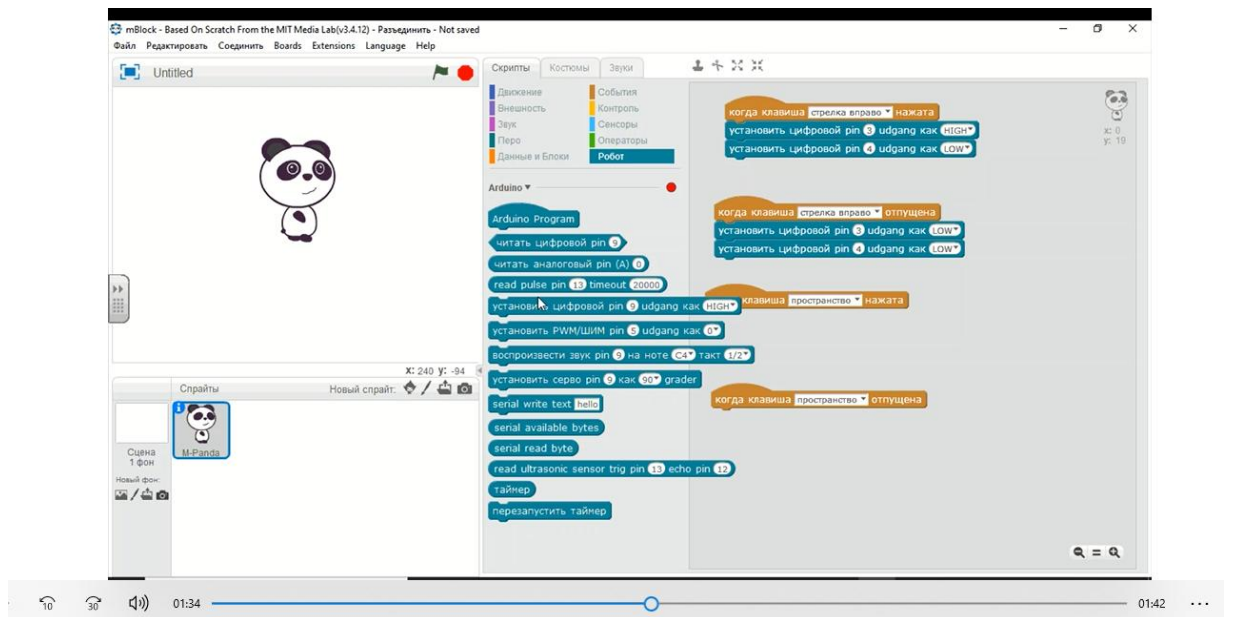 mBlock - Based On Scratch From the MIT Media Lab(v3.4.12) - Разъединить - Not saved
Файл Редактировать Соединить Boards Extensions Language Help
Untitled
X: 240 y: -94
Спрайты
Новый спрайт:
Сцена
1 фон
Новый фон:
M-Panda
Скрипты Костюмы Звуки
Движение События
Внешность Контроль
Звук Сенсоры
Перо Операторы
Данные и Блоки Робот
Arduino
Arduino Program
читать цифровой pin 9
читать аналоговый pin (A) 0
read pulse pin 13 timeout 20000
установить цифровой pin 9 udgang как HIGH
установить PWM/ШИМ pin 5 udgang как 0
воспроизвести звук pin 9 на ноте C4 такт 1/2
установить серво pin 9 как 90 grader
serial write text hello
serial available bytes
serial read byte
read ultrasonic sensor trig pin 13 echo pin 12
таймер
перезапустить таймер
когда клавиша стрелка вправо нажата
установить цифровой pin 3 udgang как HIGH
установить цифровой pin 4 udgang как LOW
x: 0
y: 19
когда клавиша стрелка вправо отпущена
установить цифровой pin 3 udgang как LOW
установить цифровой pin 4 udgang как LOW
клавиша пространство нажата
когда клавиша пространство отпущена
10 30 01:34 01:42